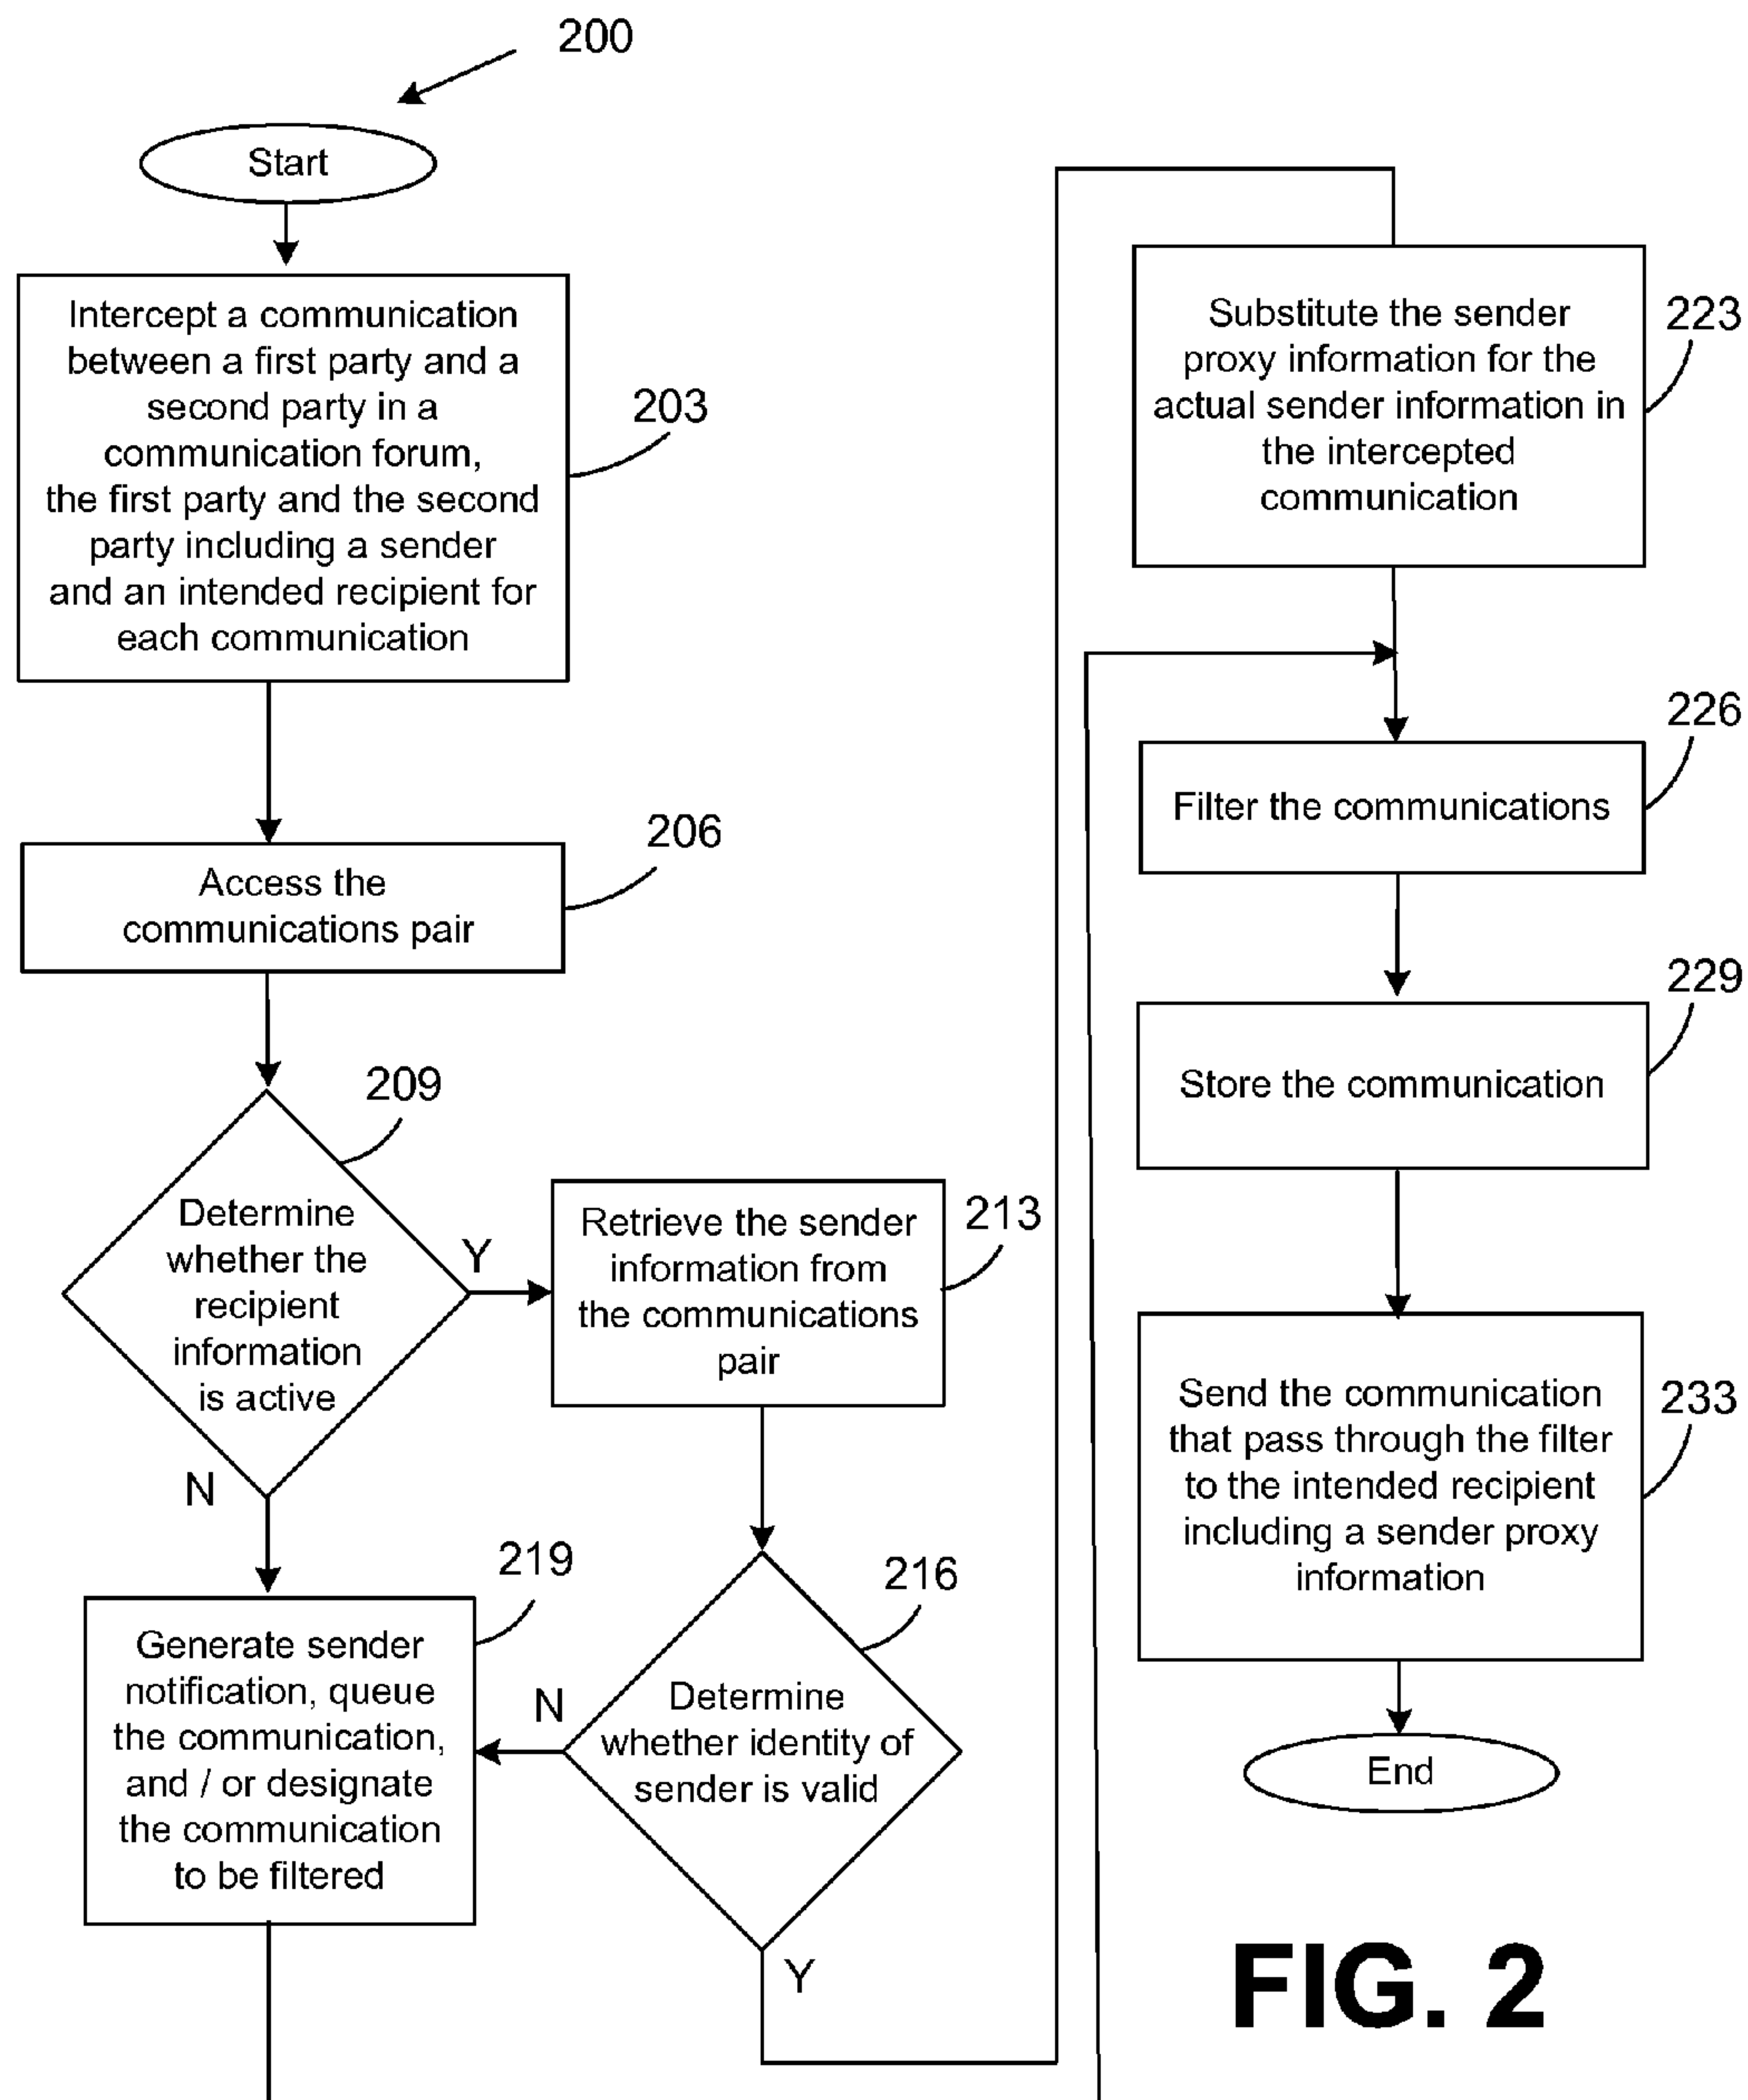 200
Start
Intercept a communication
between a first party and a
second party in a
communication forum,
the first party and the second
party including a sender
and an intended recipient for
each communication
203
Access the
communications pair
206
209
Determine
whether the
recipient
information
is active
Y
N
Retrieve the sender
information from
the communications
pair
213
216
Determine
whether identity of
sender is valid
N
Y
219
Generate sender
notification, queue
the communication,
and / or designate
the communication
to be filtered
Substitute the sender
proxy information for the
actual sender information in
the intercepted
communication
223
226
Filter the communications
229
Store the communication
Send the communication
that pass through the filter
to the intended recipient
including a sender proxy
information
233
End
FIG. 2